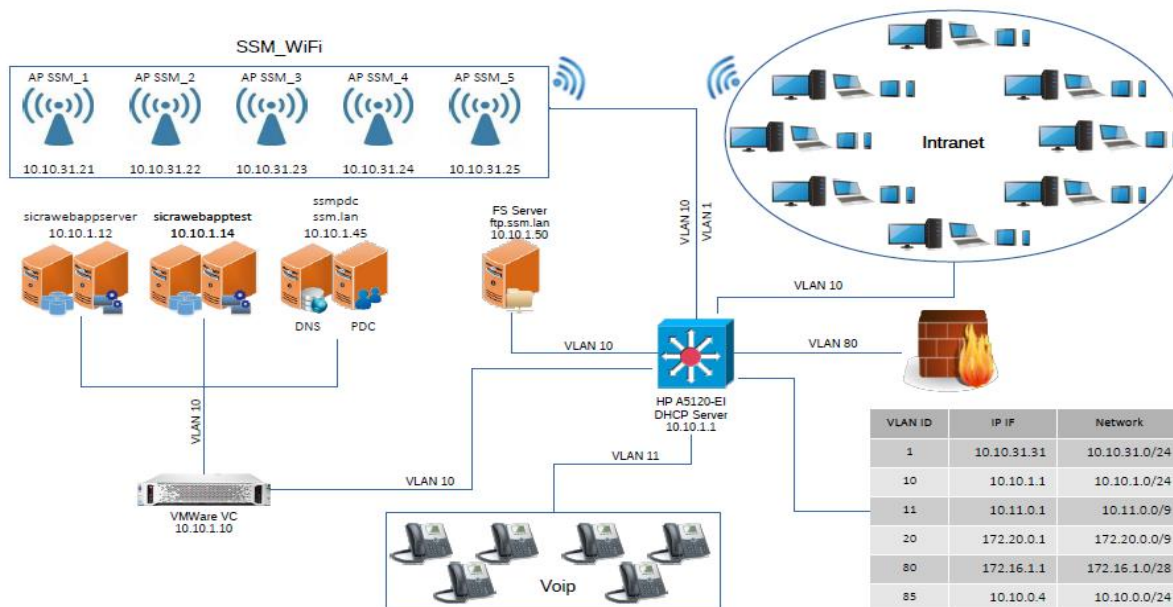 SSM_WiFi
AP SSM_1 AP SSM_2 AP SSM_3 AP SSM_4 AP SSM_5
10.10.31.21 10.10.31.22 10.10.31.23 10.10.31.24 10.10.31.25
Intranet
sicrawebappserver
10.10.1.12
sicrawebapptest
10.10.1.14
ssmpdc
ssm.lan
10.10.1.45
DNS PDC
FS Server
ftp.ssm.lan
10.10.1.50
VLAN 10
VLAN 1
VLAN 10
VLAN 10
VLAN 80
HP A5120-EI
DHCP Server
10.10.1.1
VLAN 10
VLAN 11
VLAN 10
VMWare VC
10.10.1.10
Voip
VLAN ID IP IF Network
1 10.10.31.31 10.10.31.0/24
10 10.10.1.1 10.10.1.0/24
11 10.11.0.1 10.11.0.0/9
20 172.20.0.1 172.20.0.0/9
80 172.16.1.1 172.16.1.0/28
85 10.10.0.4 10.10.0.0/24